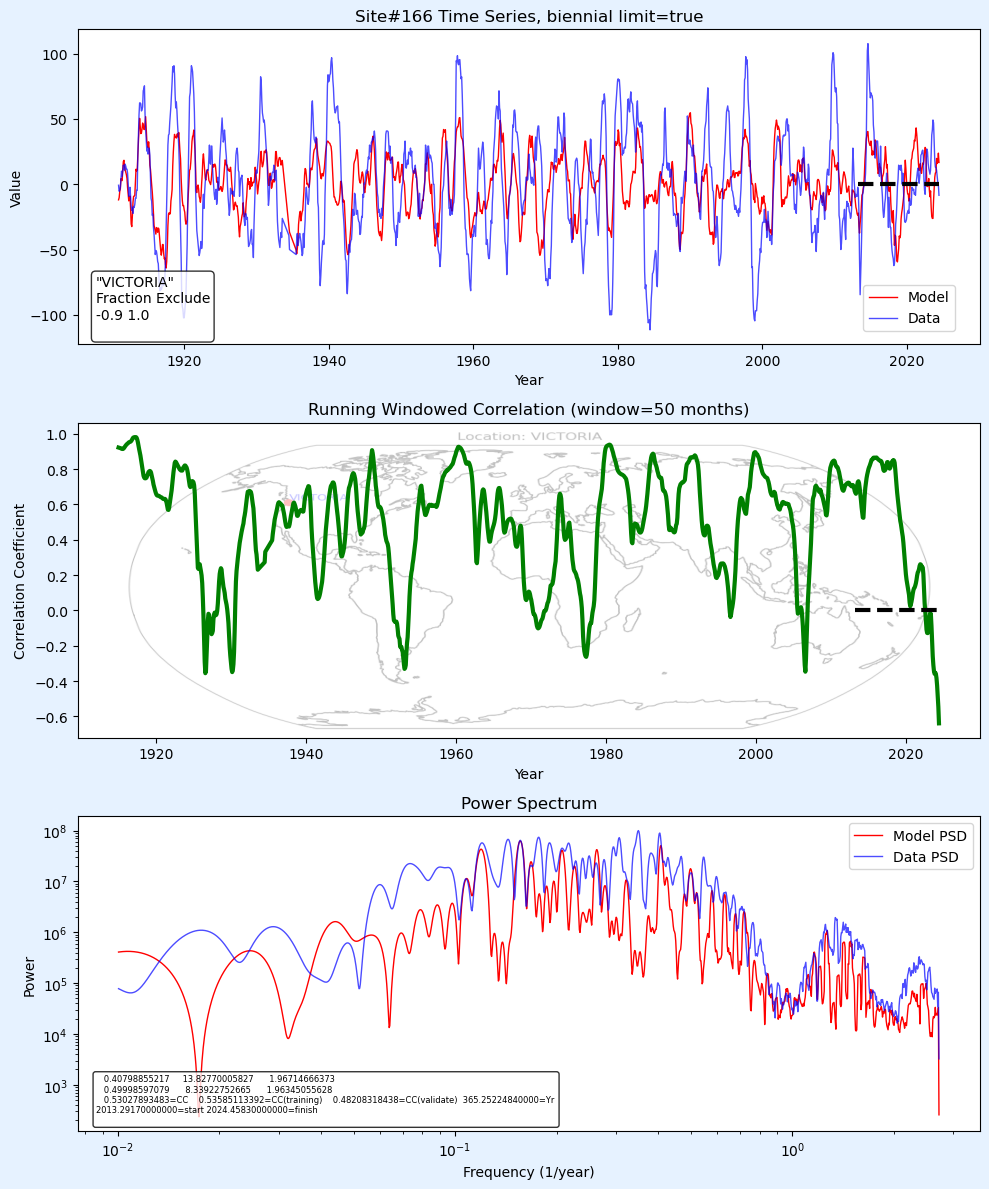 Site#166 Time Series, biennial limit=true
100
50
0
−50
−100
Value
"VICTORIA"
Fraction Exclude
-0.9 1.0
Model
Data
1920
1940
1960
1980
2000
2020
Year
Running Windowed Correlation (window=50 months)
Location: VICTORIA
VICTORIA
1.0
0.8
0.6
0.4
0.2
0.0
−0.2
−0.4
−0.6
Correlation Coefficient
1920
1940
1960
1980
2000
2020
Year
Power Spectrum
Model PSD
Data PSD
10^8
10^7
10^6
10^5
10^4
10^3
Power
0.40798855217 13.82770005827 1.96714666373
0.49998597079 8.33922752665 1.96345055628
0.53027893483=CC 0.53585113392=CC(training) 0.48208318438=CC(validate) 365.25224840000=Yr
2013.29170000000=start 2024.45830000000=finish
10^−2
10^−1
10^0
Frequency (1/year)